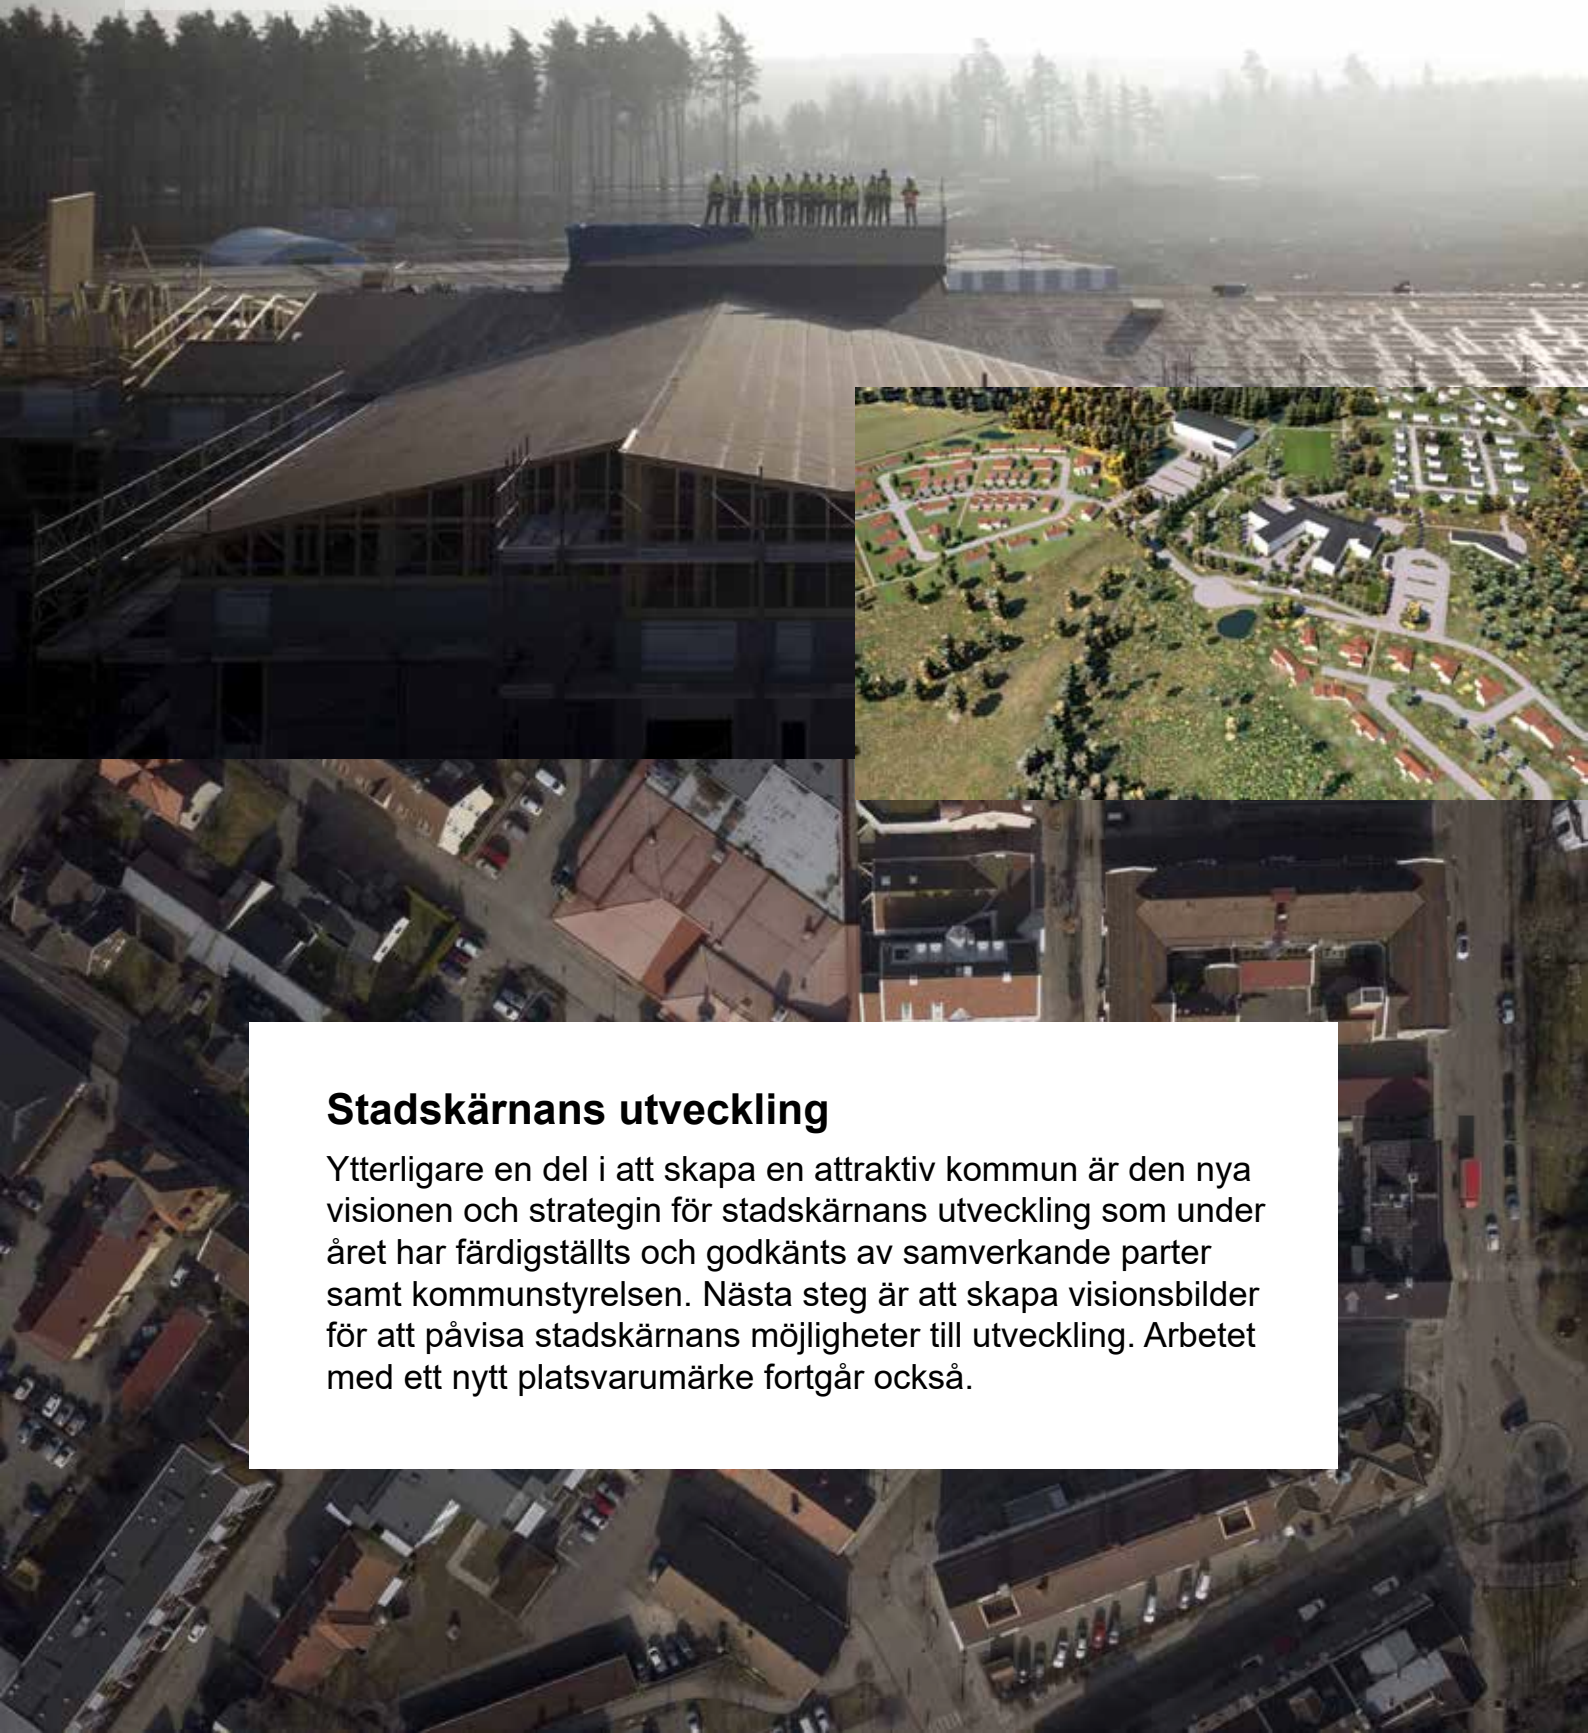 Stadskärnans utveckling
Ytterligare en del i att skapa en attraktiv kommun är den nya
visionen och strategin för stadskärnans utveckling som under
året har färdigställts och godkänts av samverkande parter
samt kommunstyrelsen. Nästa steg är att skapa visionsbilder
för att påvisa stadskärnans möjligheter till utveckling. Arbetet
med ett nytt platsvarumärke fortgår också.